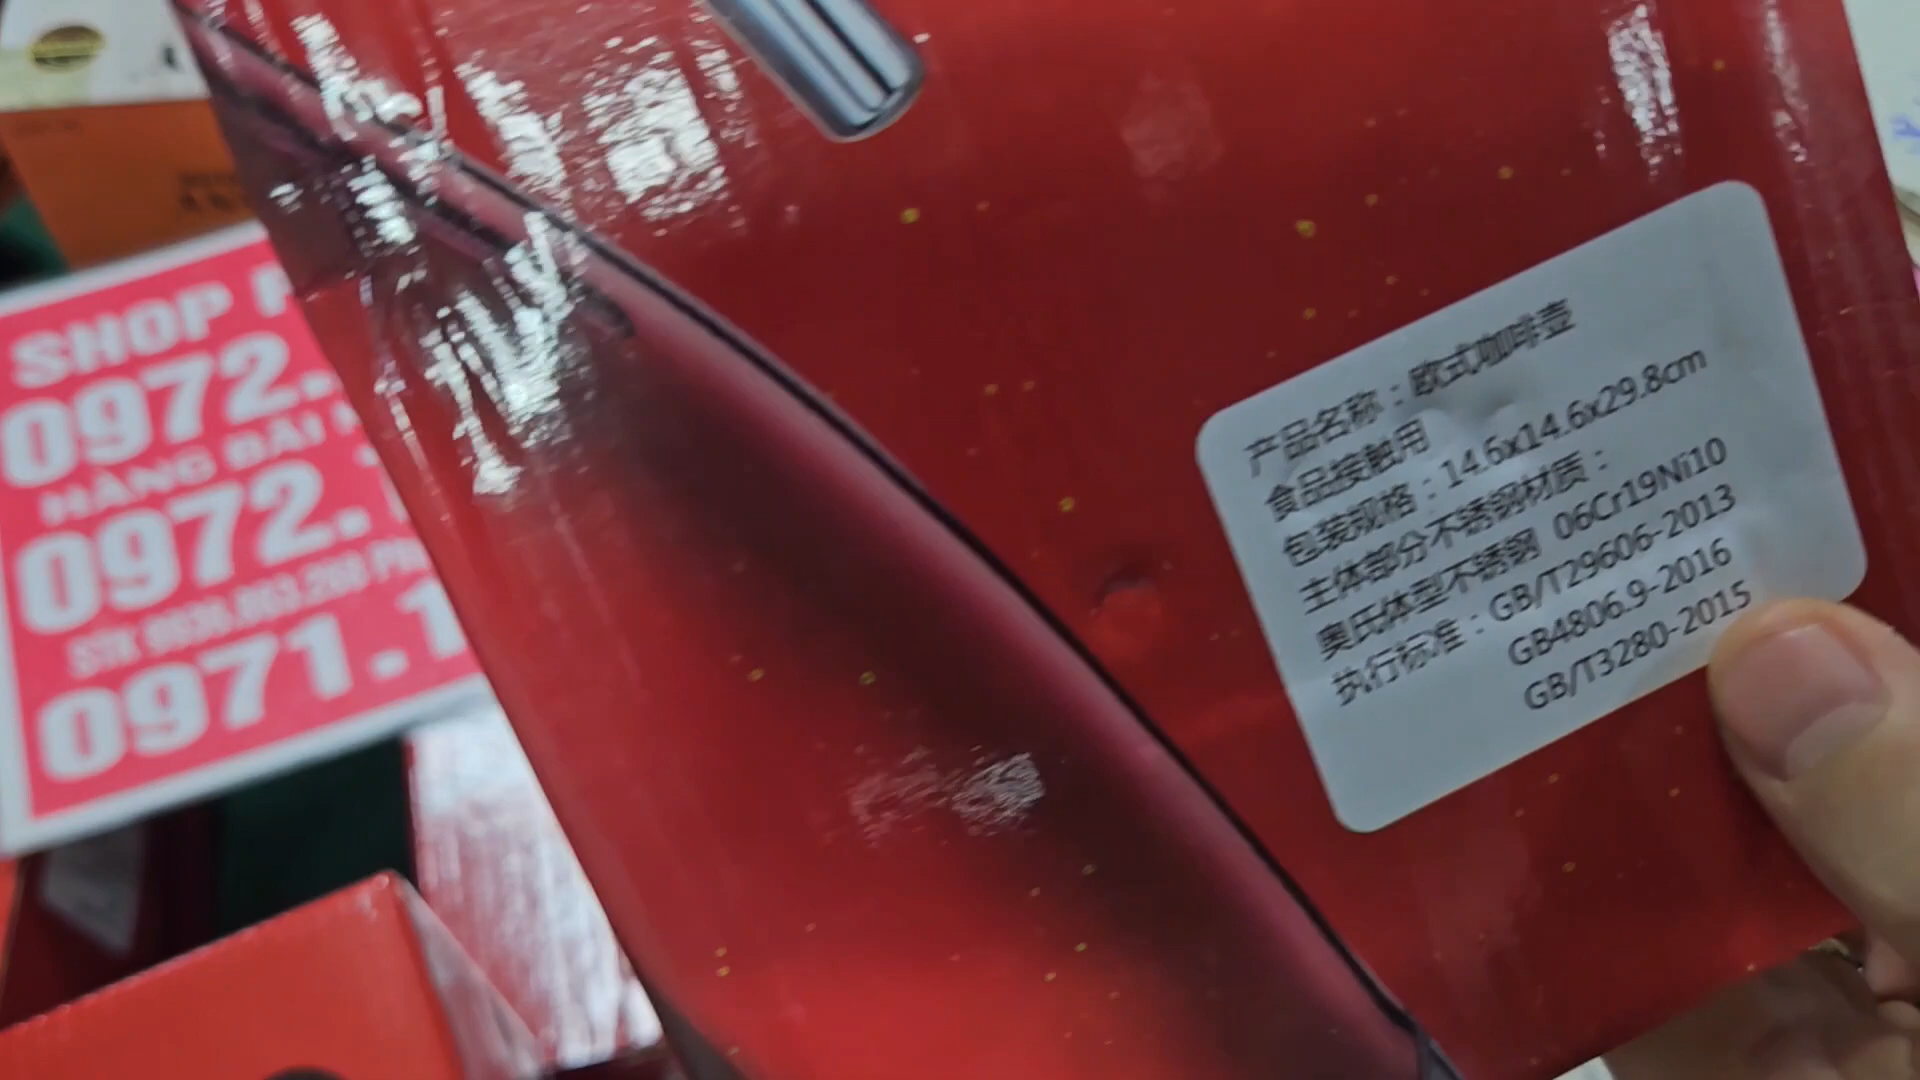 SHOP
0972.
HÀNG BÃI
0972.
STK
0971.1
产品名称：欧式咖啡壶
食品接触用
包装规格：14.6x14.6x29.8cm
主体部分不锈钢材质：
奥氏体型不锈钢 06Cr19Ni10
执行标准：GB/T29606-2013
GB4806.9-2016
GB/T3280-2015